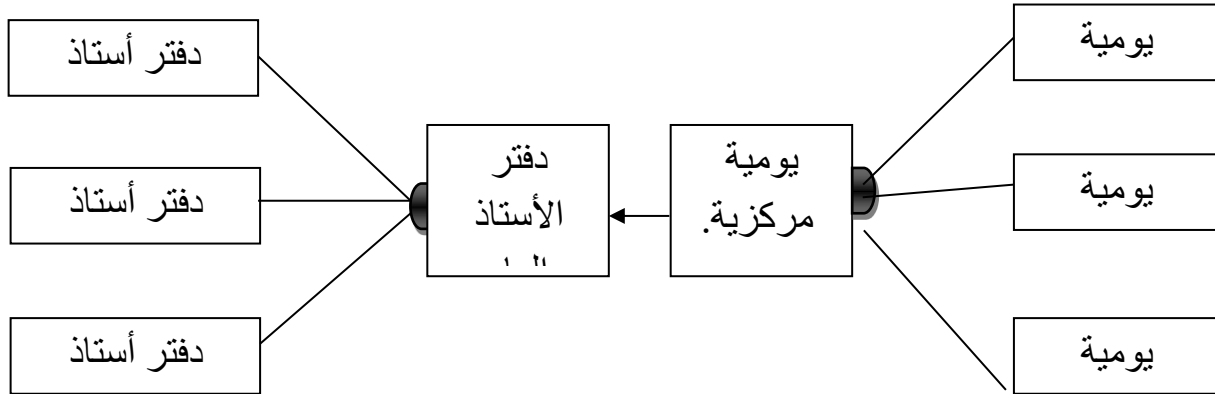 يومية
يومية
يومية
يومية
مركزية.
دفتر
الأستاذ
دفتر أستاذ
دفتر أستاذ
دفتر أستاذ